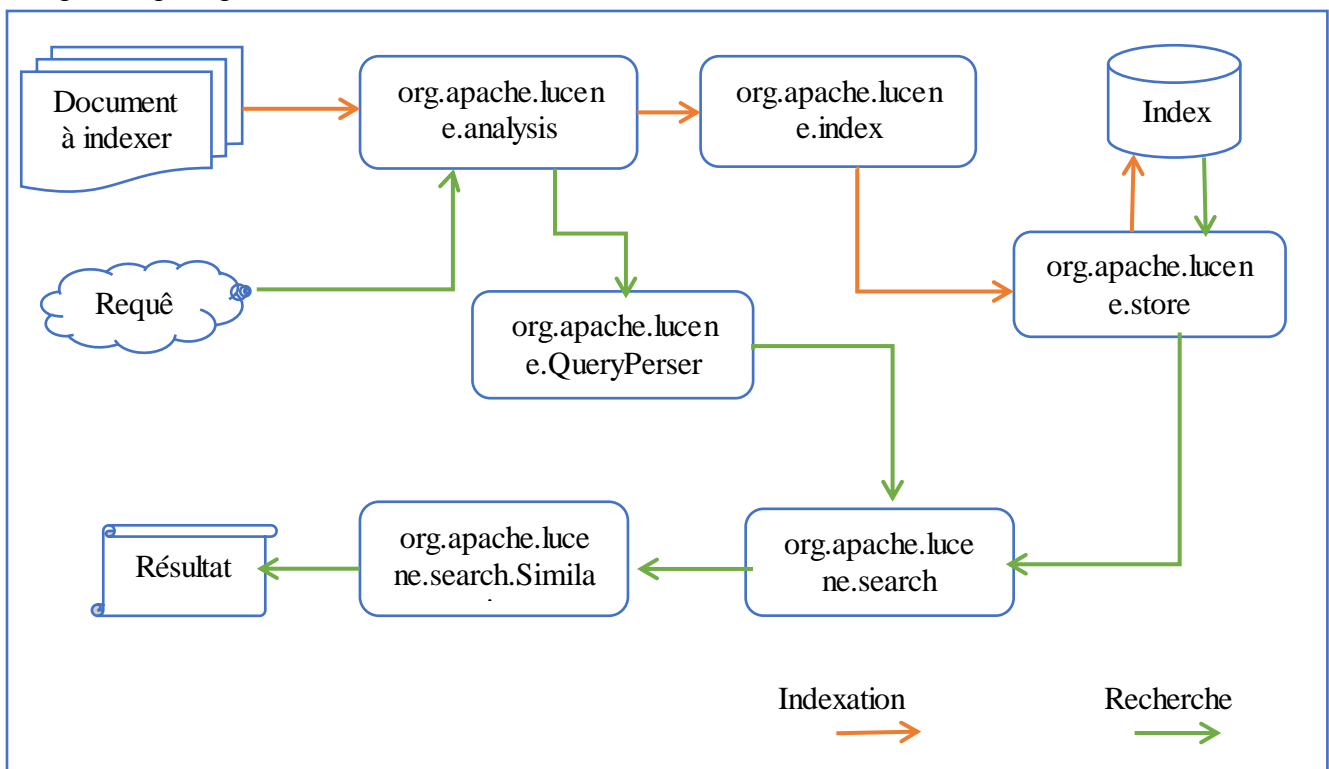 Document
à indexer
org.apache.lucen
e.analysis
org.apache.lucen
e.index
Index
Requê
org.apache.lucen
e.QueryPerser
org.apache.lucen
e.store
Résultat
org.apache.luce
ne.search.Simila
org.apache.luce
ne.search
Indexation
Recherche